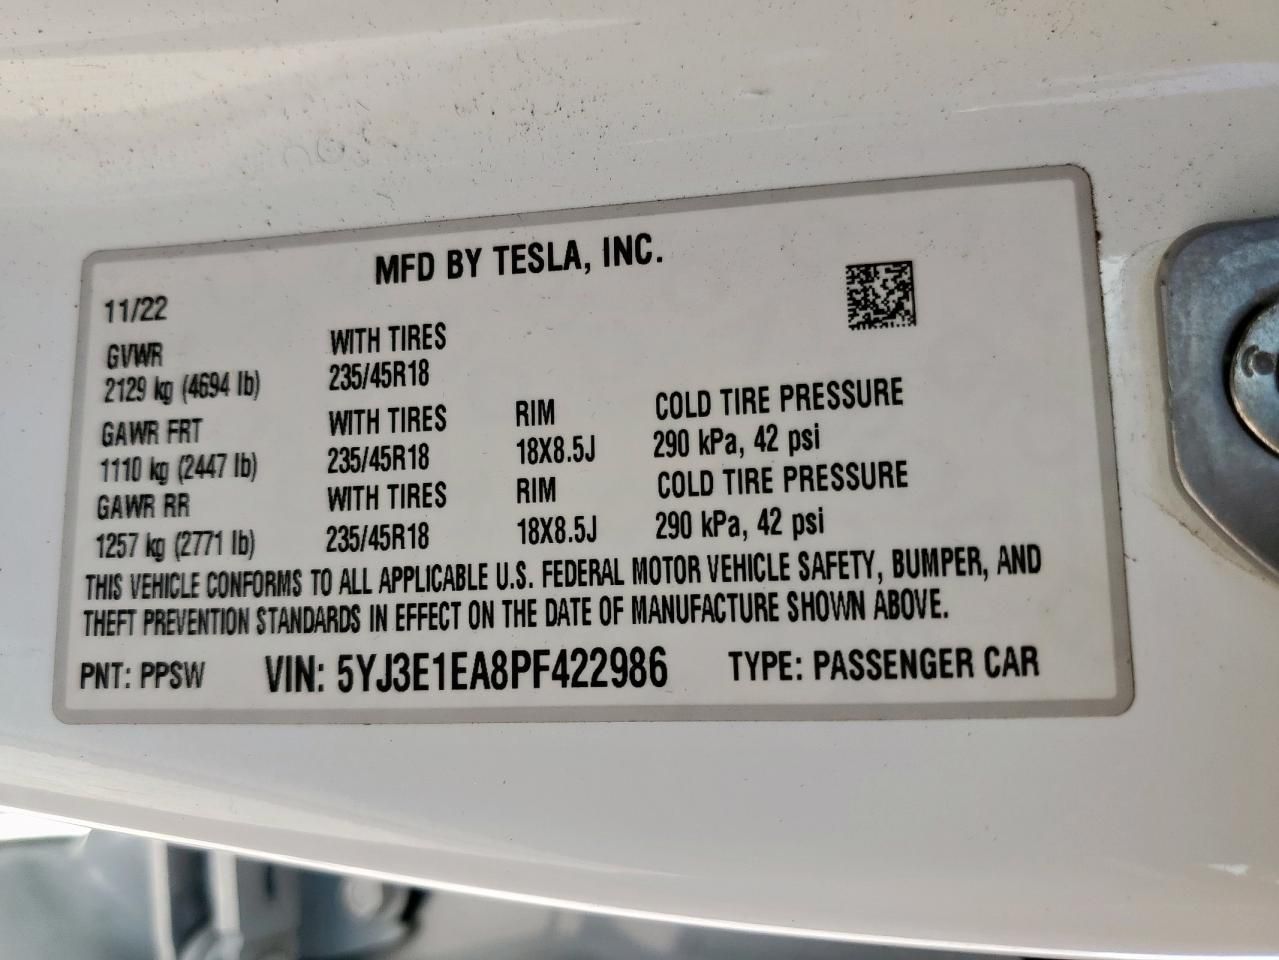 MFD BY TESLA, INC.
11/22
GVWR WITH TIRES
2129 kg (4694 lb) 235/45R18
GAWR FRT WITH TIRES RIM COLD TIRE PRESSURE
1110 kg (2447 lb) 235/45R18 18X8.5J 290 kPa, 42 psi
GAWR RR WITH TIRES RIM COLD TIRE PRESSURE
1257 kg (2771 lb) 235/45R18 18X8.5J 290 kPa, 42 psi
THIS VEHICLE CONFORMS TO ALL APPLICABLE U.S. FEDERAL MOTOR VEHICLE SAFETY, BUMPER, AND
THEFT PREVENTION STANDARDS IN EFFECT ON THE DATE OF MANUFACTURE SHOWN ABOVE.
PNT: PPSW VIN: 5YJ3E1EA8PF422986 TYPE: PASSENGER CAR